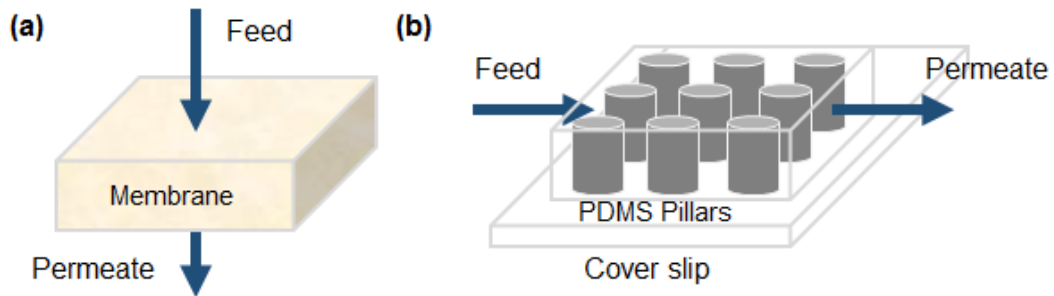 (a)
Feed
Membrane
Permeate
(b)
Feed
Permeate
PDMS Pillars
Cover slip